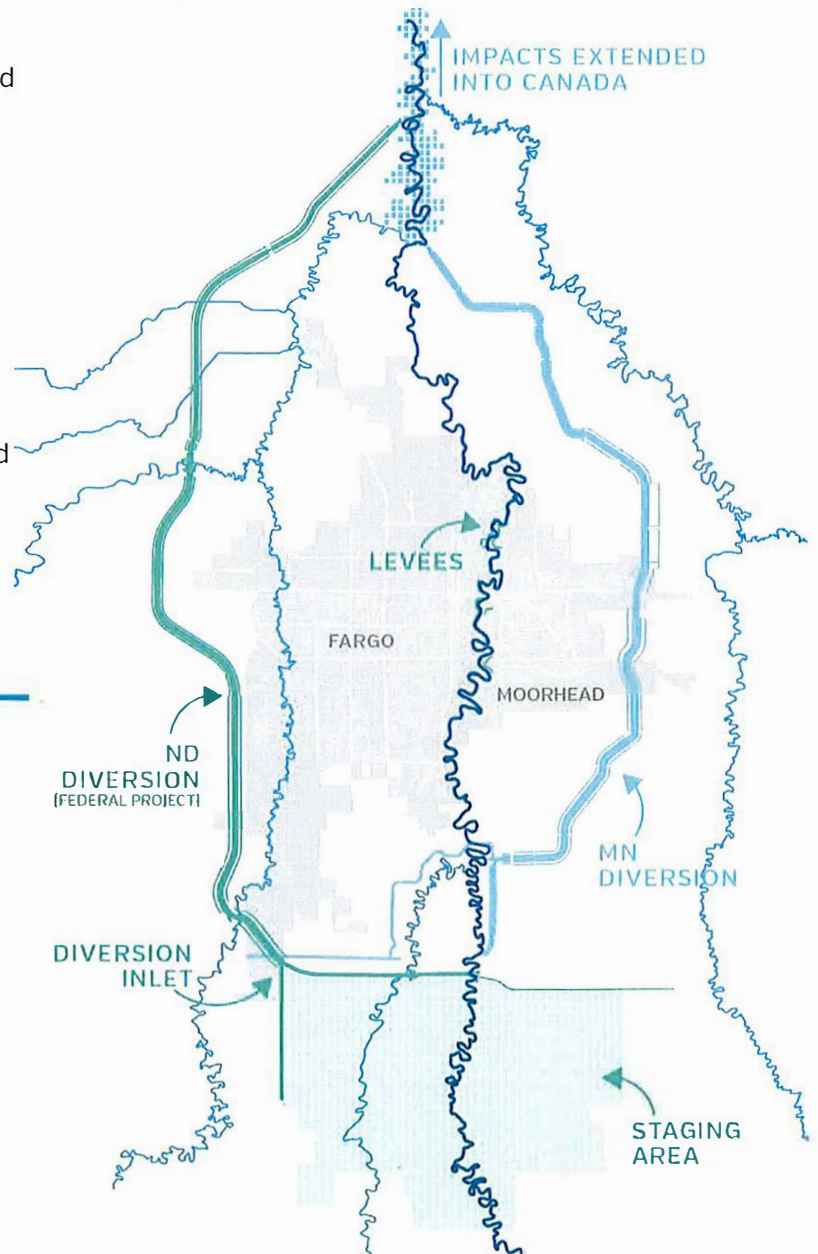 IMPACTS EXTENDED
INTO CANADA
d
d
LEVEES
FARGO
MOORHEAD
ND
DIVERSION
(FEDERAL PROJECT)
MN
DIVERSION
DIVERSION
INLET
STAGING
AREA